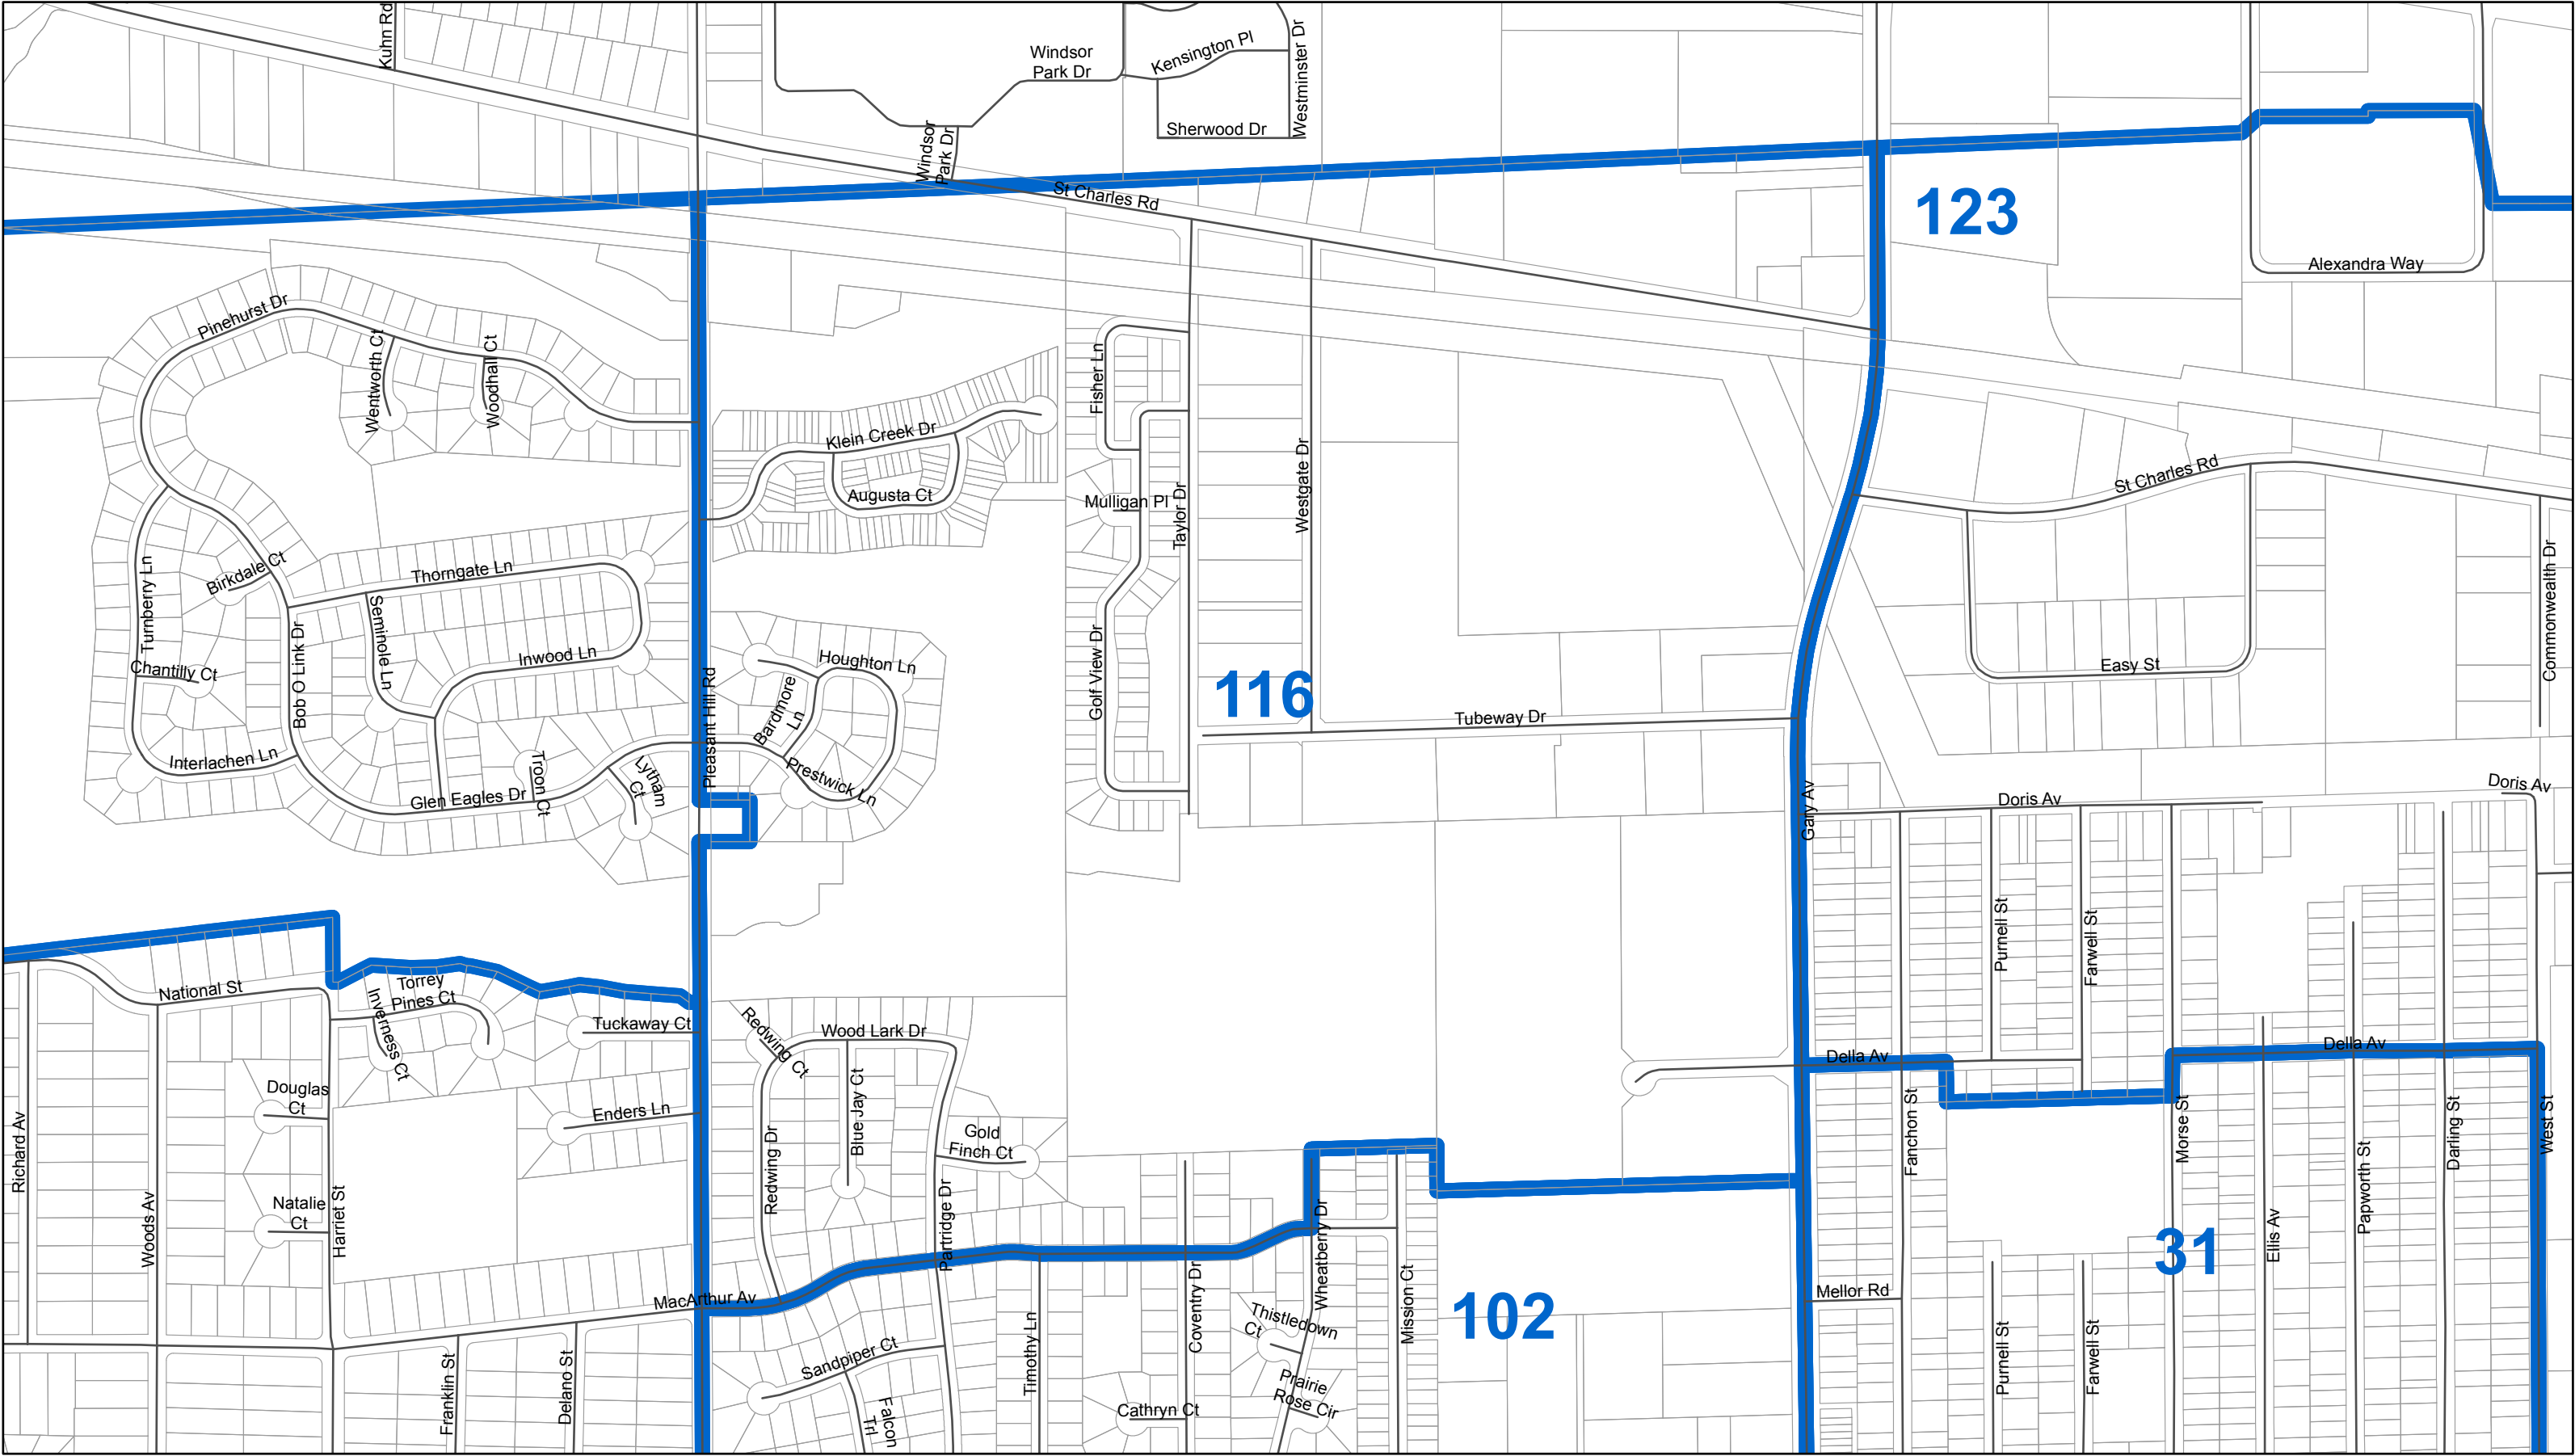 Kuhn Rd
Windsor
Park Dr
Kensington Pl
Westminster Dr
Sherwood Dr
Windsor
Park Dr
St Charles Rd
123
Alexandra Way
Pinehurst Dr
Wentworth Ct
Woodhall Ct
Fisher Ln
Klein Creek Dr
Augusta Ct
Mulligan Pl
Taylor Dr
Westgate Dr
St Charles Rd
Commonwealth Dr
Turnberry Ln
Birkdale Ct
Thorngate Ln
Seminole Ln
Bob O Link Dr
Inwood Ln
Chantilly Ct
Interlachen Ln
Glen Eagles Dr
Troon Ct
Lytham
Ct
Pleasant Hill Rd
Houghton Ln
Bardmore
Ln
Prestwick Ln
Golf View Dr
116
Tubeway Dr
Easy St
Gary Av
Doris Av
Doris Av
Purnell St
Farwell St
National St
Torrey
Pines Ct
Inverness Ct
Tuckaway Ct
Redwing Ct
Wood Lark Dr
Della Av
Della Av
Douglas
Ct
Enders Ln
Blue Jay Ct
Gold
Finch Ct
Richard Av
Woods Av
Natalie
Ct
Harriet St
Redwing Dr
Partridge Dr
Fanchon St
Morse St
Darling St
West St
Papworth St
Ellis Av
31
MacArthur Av
Coventry Dr
Wheatberry Dr
Mission Ct
102
Mellor Rd
Thistledown
Ct
Timothy Ln
Sandpiper Ct
Franklin St
Delano St
Falcon
Trl
Cathryn Ct
Prairie
Rose Cir
Purnell St
Farwell St